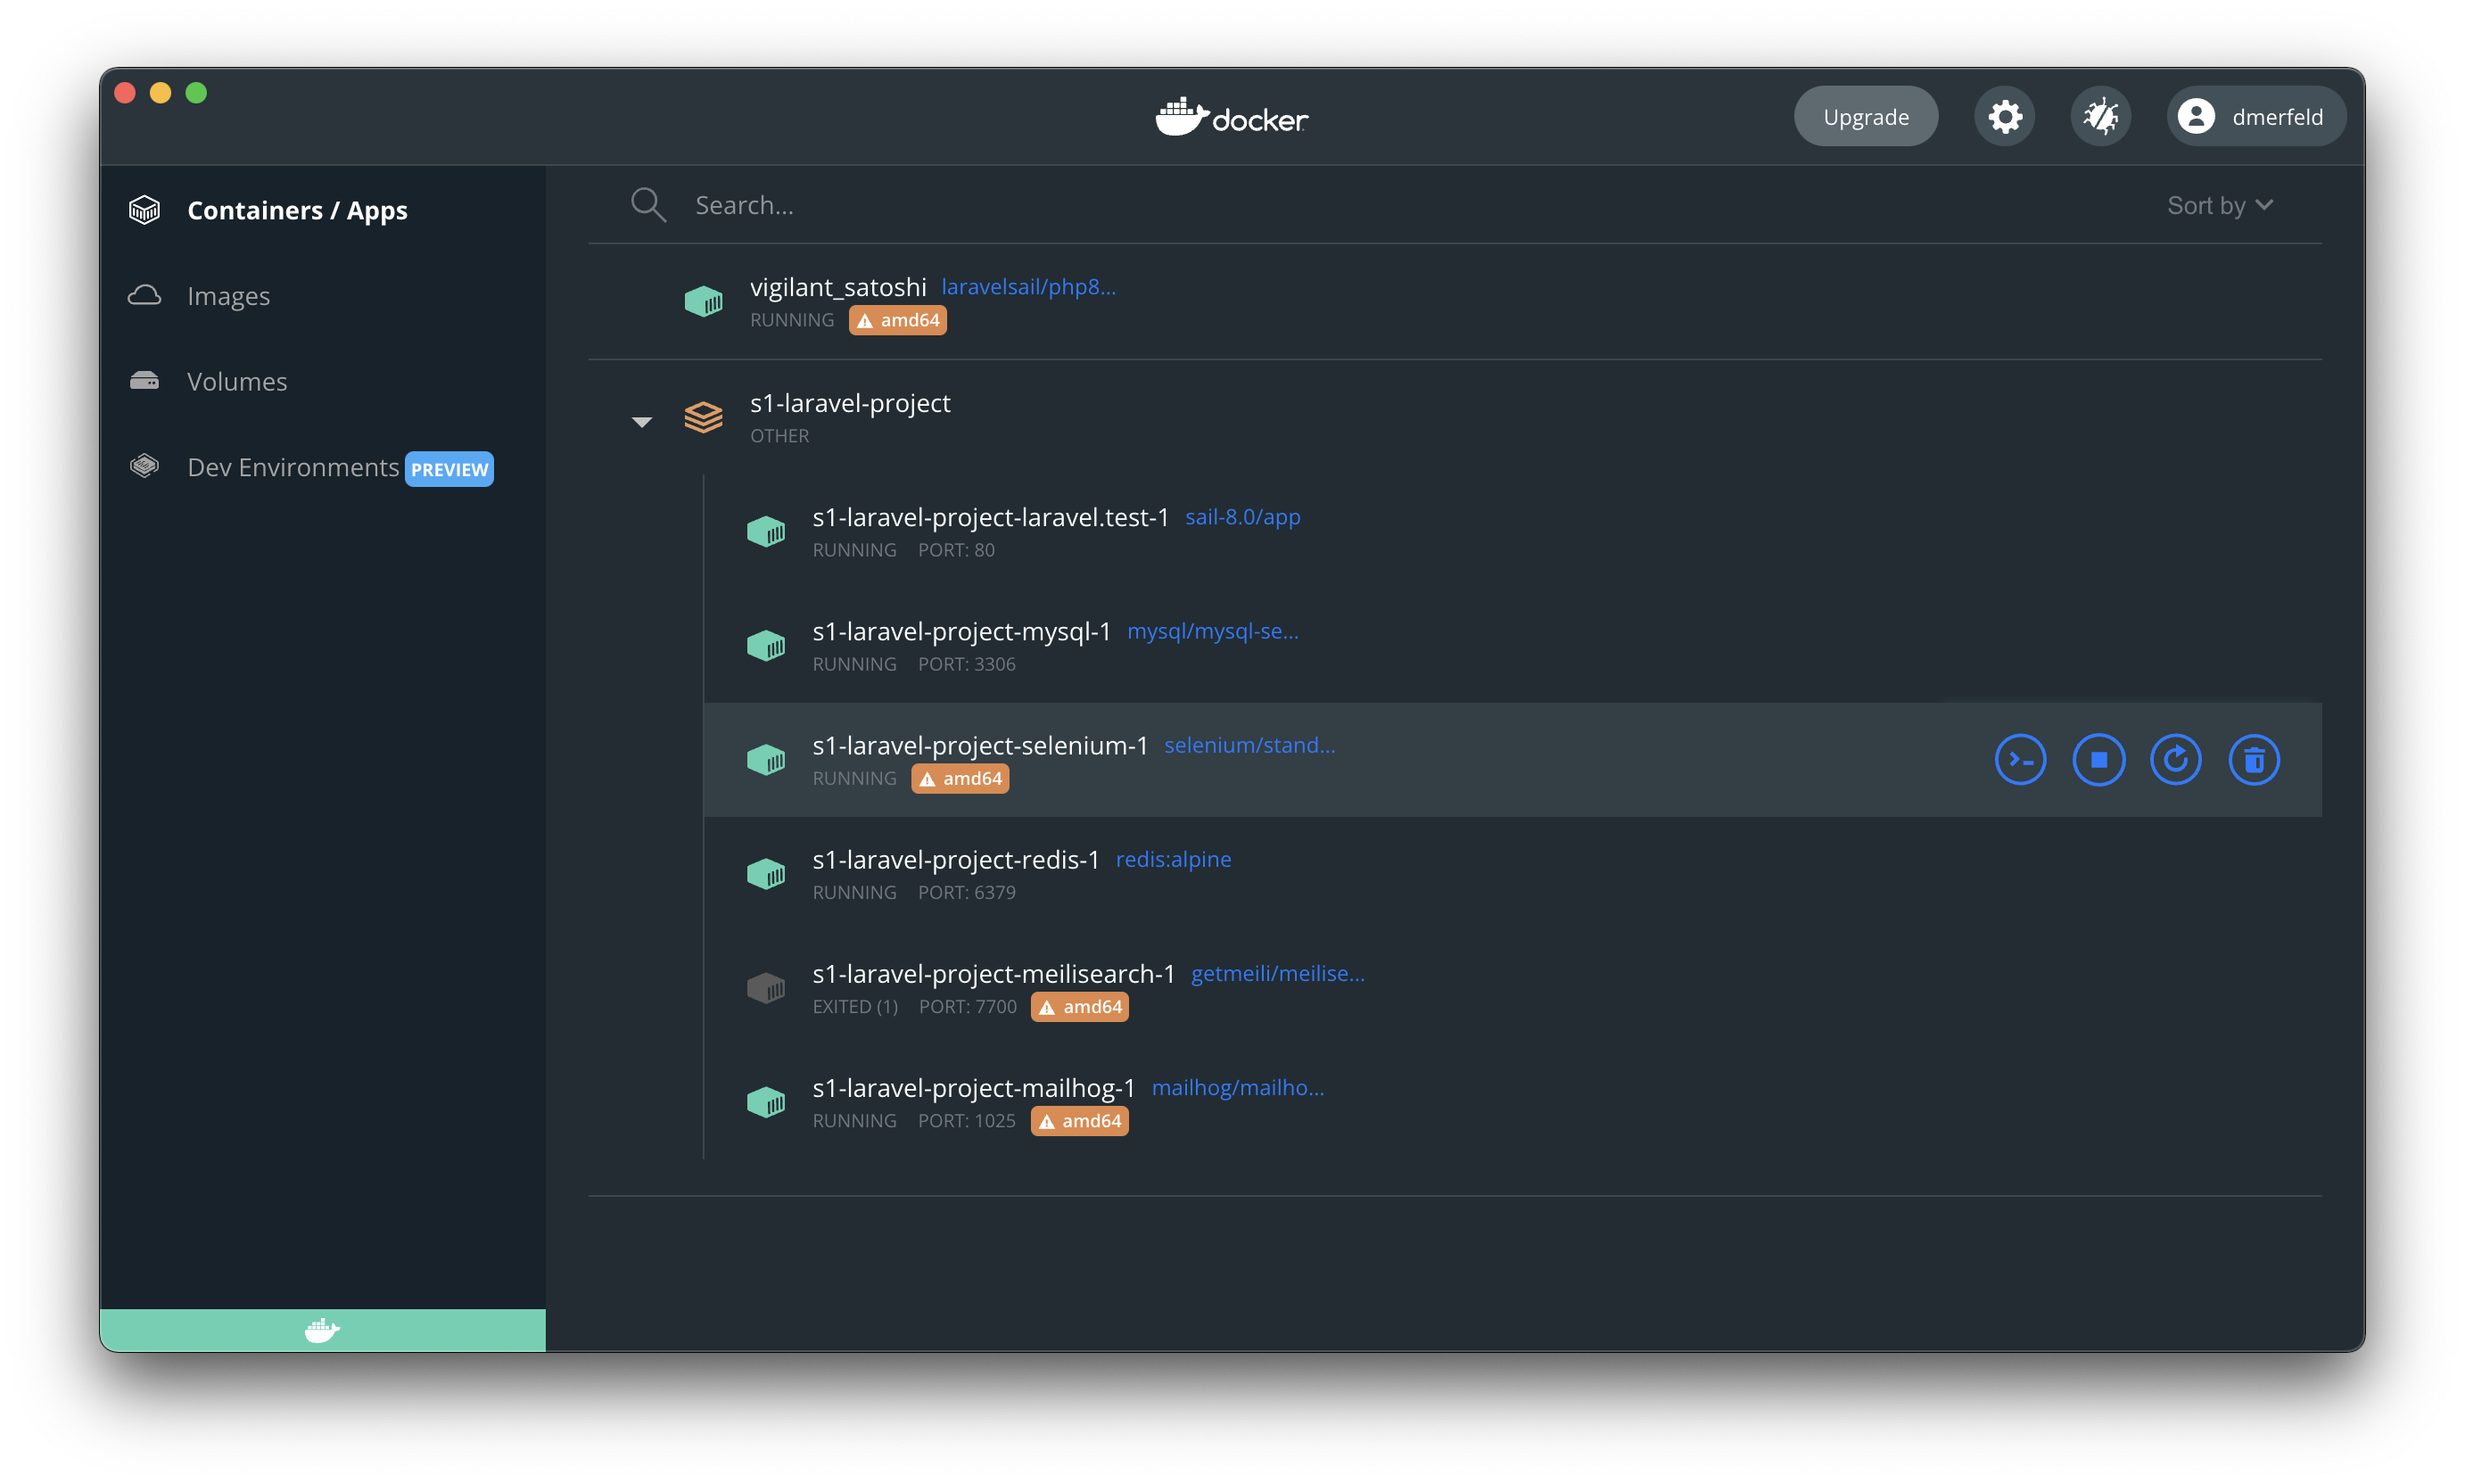 docker
Upgrade
dmerfeld
Containers / Apps
Images
Volumes
Dev Environments PREVIEW
Search...
Sort by
vigilant_satoshi laravelsail/php8...
RUNNING amd64
s1-laravel-project
OTHER
s1-laravel-project-laravel.test-1 sail-8.0/app
RUNNING PORT: 80
s1-laravel-project-mysql-1 mysql/mysql-se...
RUNNING PORT: 3306
s1-laravel-project-selenium-1 selenium/stand...
RUNNING amd64
s1-laravel-project-redis-1 redis:alpine
RUNNING PORT: 6379
s1-laravel-project-meilisearch-1 getmeili/meilise...
EXITED (1) PORT: 7700 amd64
s1-laravel-project-mailhog-1 mailhog/mailho...
RUNNING PORT: 1025 amd64